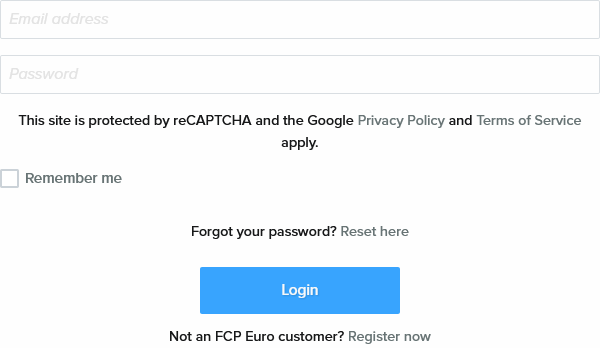 Email address
Password
This site is protected by reCAPTCHA and the Google Privacy Policy and Terms of Service
apply.
Remember me
Forgot your password? Reset here
Login
Not an FCP Euro customer? Register now